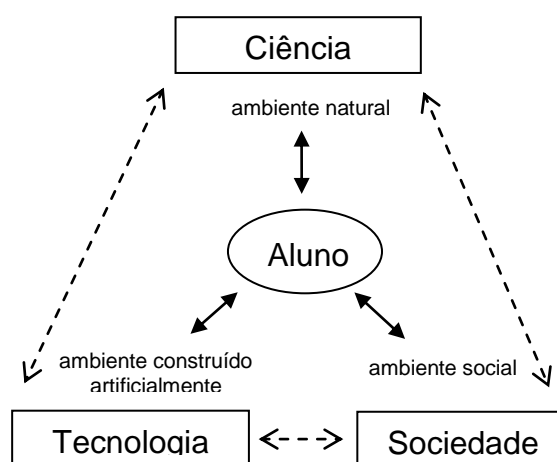 Ciência
ambiente natural
Aluno
ambiente construído
artificialmente
ambiente social
Tecnologia
Sociedade